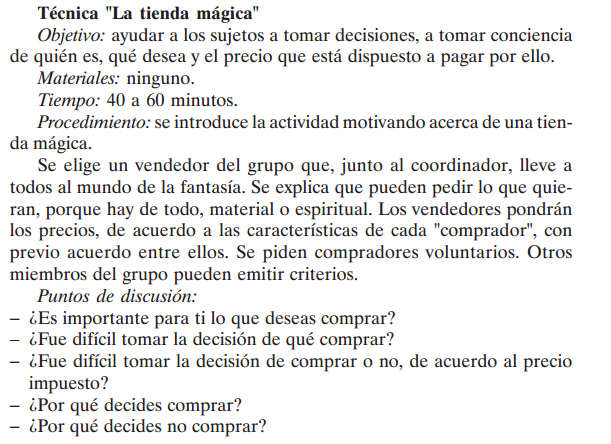 Técnica "La tienda mágica"
Objetivo: ayudar a los sujetos a tomar decisiones, a tomar conciencia
de quién es, qué desea y el precio que está dispuesto a pagar por ello.
Materiales: ninguno.
Tiempo: 40 a 60 minutos.
Procedimiento: se introduce la actividad motivando acerca de una tien-
da mágica.
Se elige un vendedor del grupo que, junto al coordinador, lleve a
todos al mundo de la fantasía. Se explica que pueden pedir lo que quie-
ran, porque hay de todo, material o espiritual. Los vendedores pondrán
los precios, de acuerdo a las características de cada "comprador", con
previo acuerdo entre ellos. Se piden compradores voluntarios. Otros
miembros del grupo pueden emitir criterios.
Puntos de discusión:
– ¿Es importante para ti lo que deseas comprar?
– ¿Fue difícil tomar la decisión de qué comprar?
– ¿Fue difícil tomar la decisión de comprar o no, de acuerdo al precio
impuesto?
– ¿Por qué decides comprar?
– ¿Por qué decides no comprar?